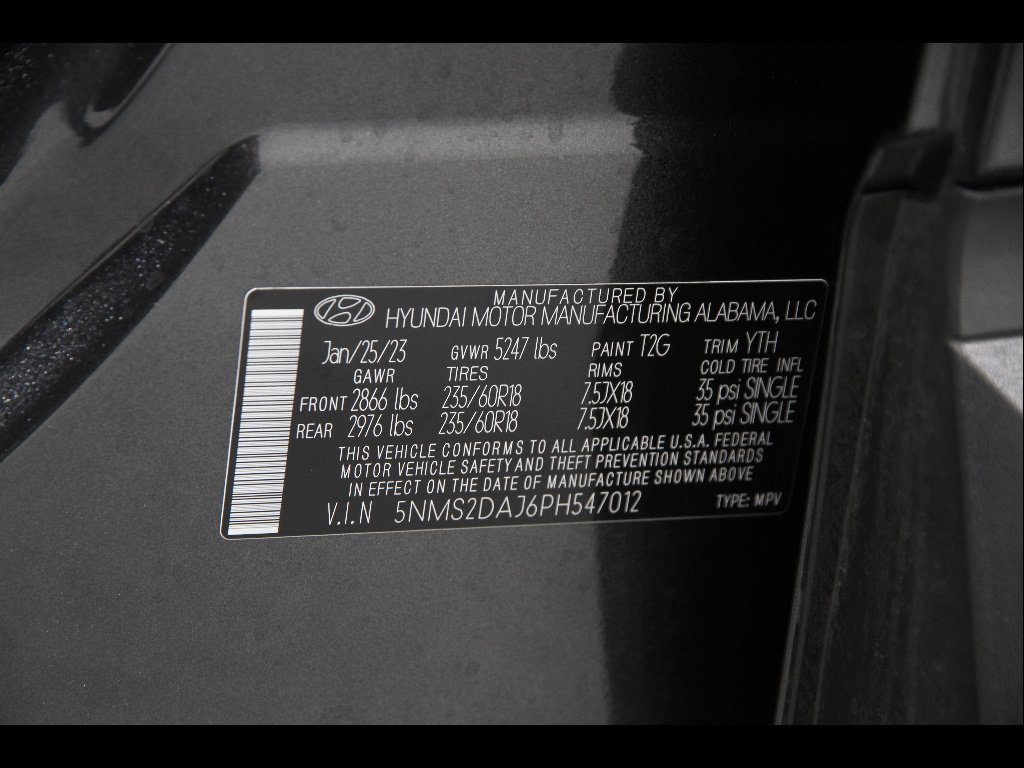 MANUFACTURED BY
HYUNDAI MOTOR MANUFACTURING ALABAMA, LLC
Jan/25/23 GVWR 5247 lbs PAINT T2G TRIM YTH
GAWR TIRES RIMS COLD TIRE INFL
FRONT 2866 lbs 235/60R18 7.5JX18 35 psi SINGLE
REAR 2976 lbs 235/60R18 7.5JX18 35 psi SINGLE
THIS VEHICLE CONFORMS TO ALL APPLICABLE U.S.A. FEDERAL
MOTOR VEHICLE SAFETY AND THEFT PREVENTION STANDARDS
IN EFFECT ON THE DATE OF MANUFACTURE SHOWN ABOVE
V.I.N 5NMS2DAJ6PH547012 TYPE: MPV